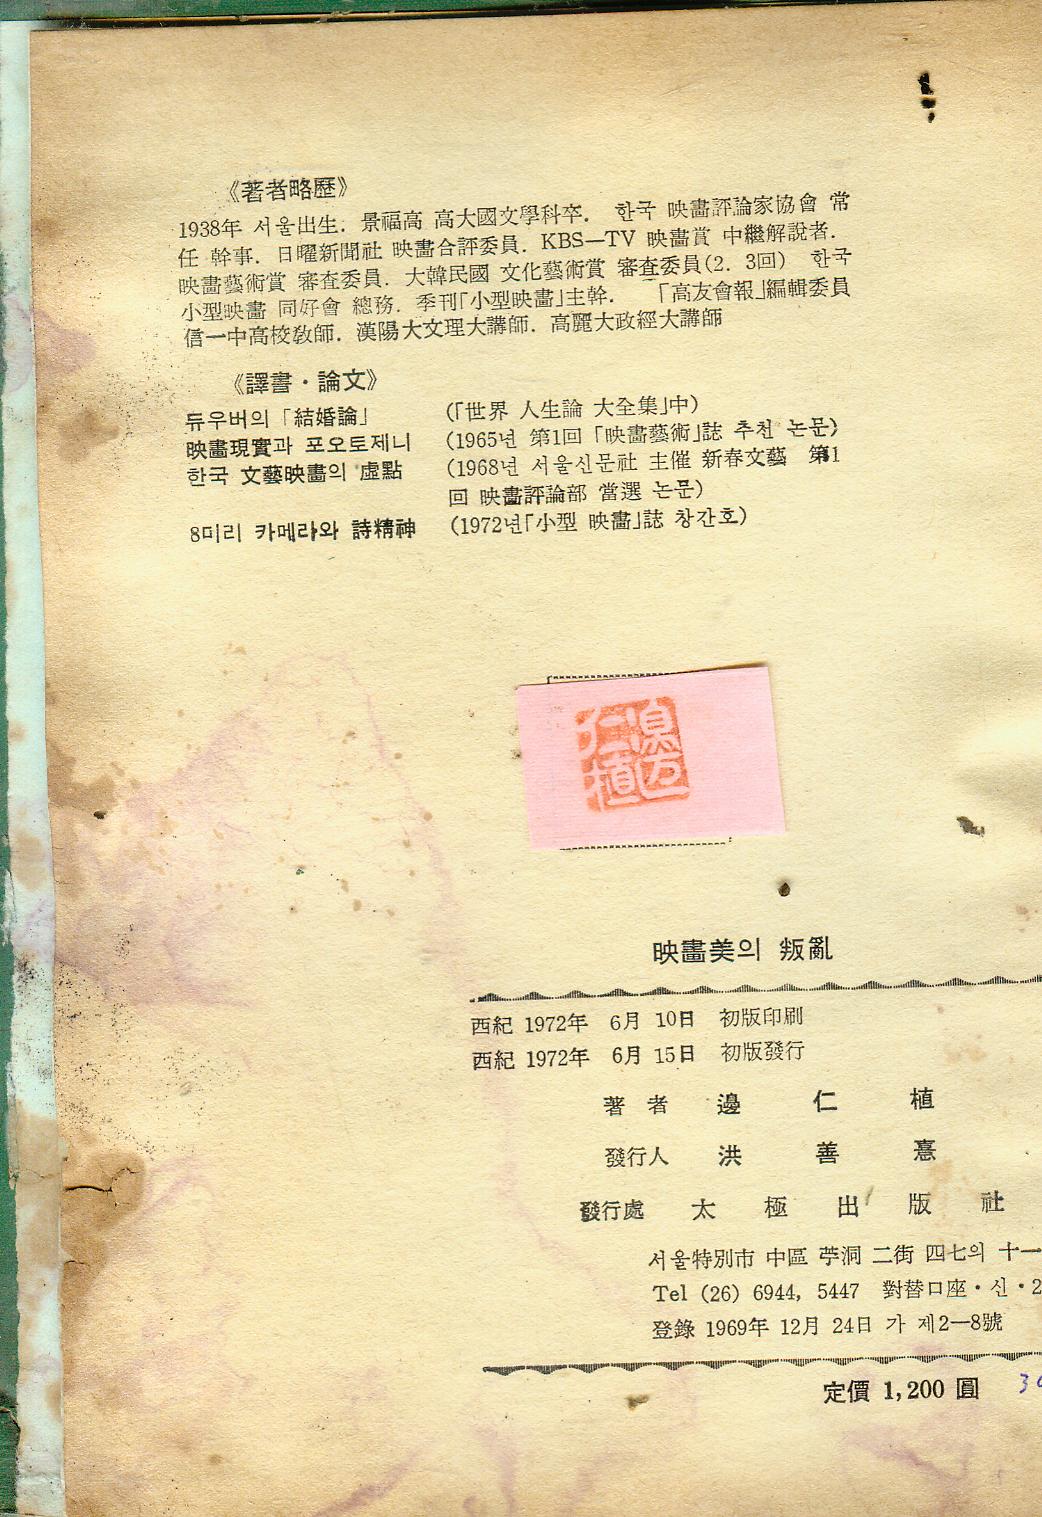 《著者略歷》
1938年 서울出生. 景福高 高大國文學科卒. 한국 映畫評論家協會 常
任 幹事. 日曜新聞社 映畫合評委員. KBS—TV 映畫賞 中繼解說者.
映畫藝術賞 審査委員. 大韓民國 文化藝術賞 審査委員(2. 3回) 한국
小型映畫 同好會 總務. 季刊「小型映畫」主幹. 「高友會報」編輯委員
信一中高校敎師. 漢陽大文理大講師. 高麗大政經大講師
《譯書·論文》
듀우버의 「結婚論」 (「世界 人生論 大全集」中)
映畫現實과 포오토제니 (1965년 第1回 「映畫藝術」誌 추천 논문)
한국 文藝映畫의 虛點 (1968년 서울신문社 主催 新春文藝 第1
回 映畫評論部 當選 논문)
8미리 카메라와 詩精神 (1972년「小型 映畫」誌 창간호)
仁植
映畫美의 叛亂
西紀 1972年 6月 10日 初版印刷
西紀 1972年 6月 15日 初版發行
著者 邊仁植
發行人 洪善憙
發行處 太極出版社
서울特別市 中區 苧洞 二街 四七의 十一
Tel (26) 6944, 5447 對替口座·신·2
登錄 1969年 12月 24日 가 제2—8號
定價 1,200 圓